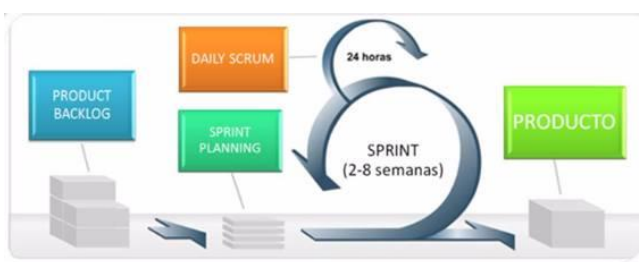 DAILY SCRUM
24 horas
PRODUCT
BACKLOG
SPRINT
PLANNING
SPRINT
(2-8 semanas)
PRODUCTO